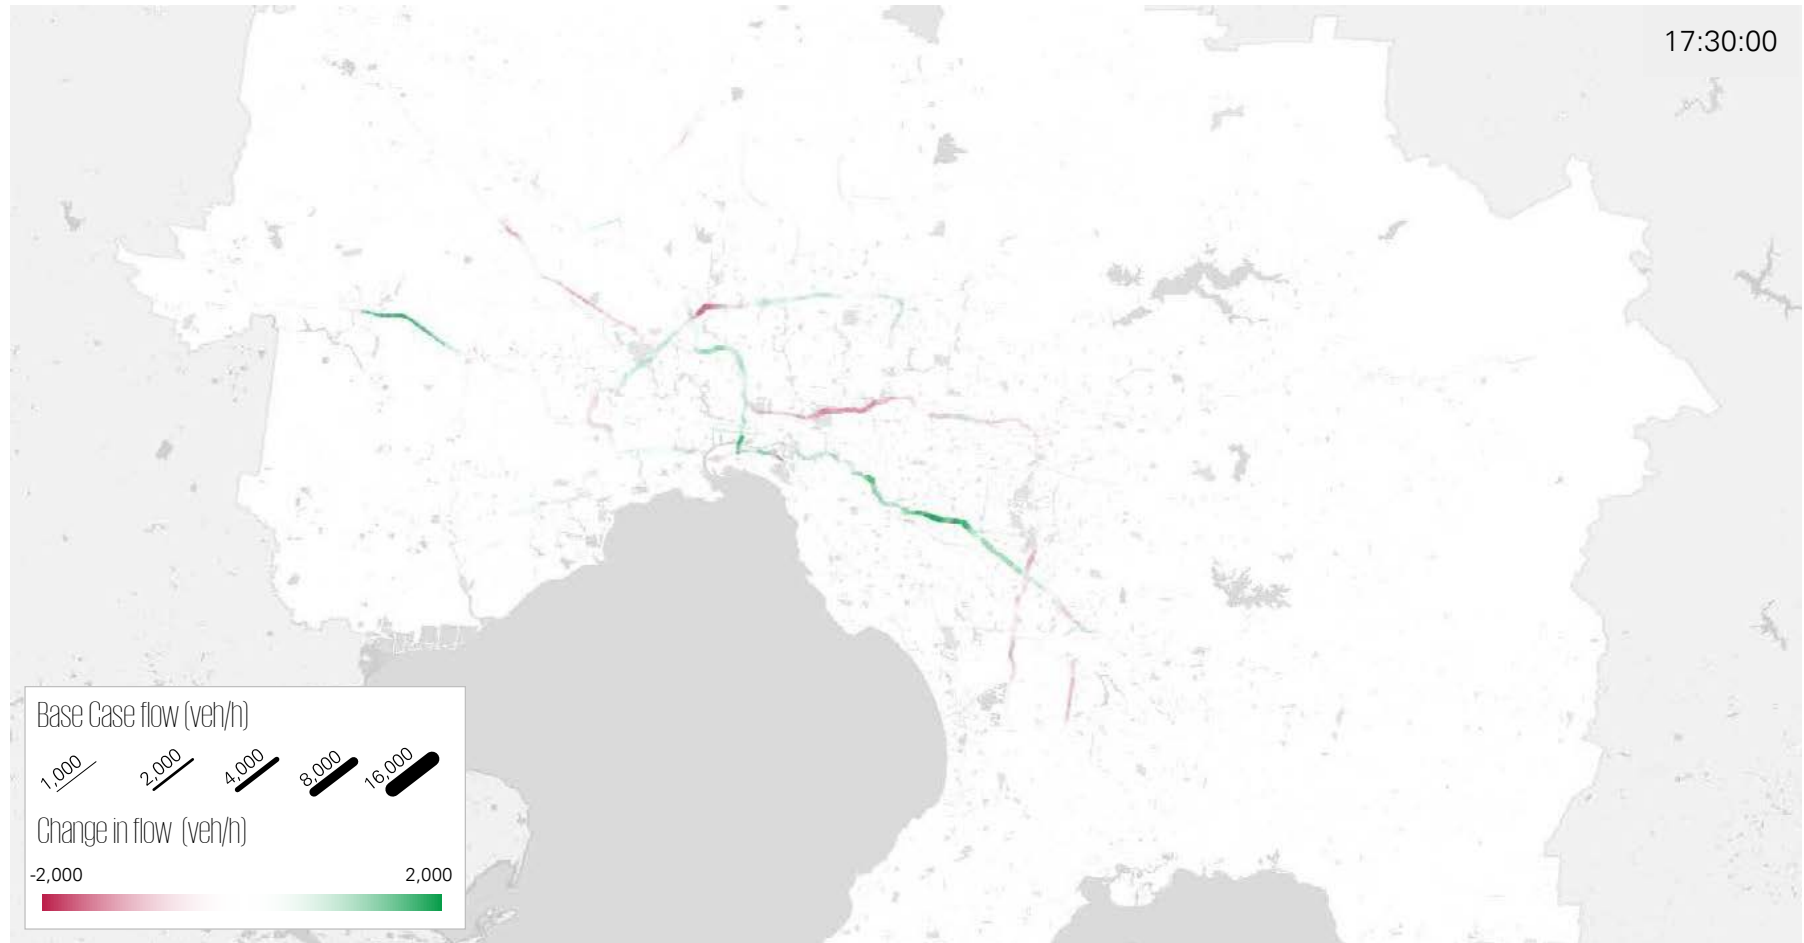 17:30:00
Base Case flow (veh/h)
1,000 2,000 4,000 8,000 16,000
Change in flow (veh/h)
-2,000 2,000